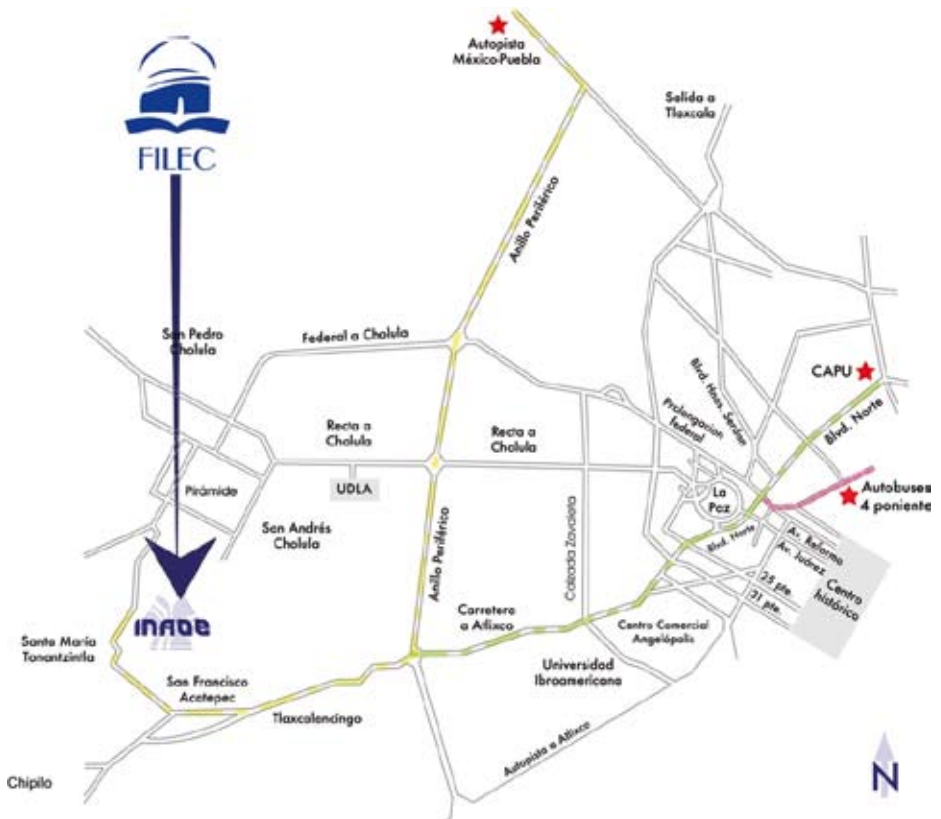 Autopista
México-Puebla
Salida a
Tlaxcala
FILEC
Anillo Periférico
San Pedro
Cholula
Federal a Cholula
CAPU
Blvd. Hnos. Serdan
Prolongacion
federal
Blvd. Norte
Recta a
Cholula
Recta a
Cholula
Pirámide
UDLA
La
Paz
Autobuses
4 poniente
San Andrés
Cholula
Calzada Zavaleta
Blvd. Norte
Av. Reforma
Av. Juárez
Anillo Periférico
25 pte.
31 pte.
Centro
histórico
Carretera
a Atlixco
INAOE
Centro Comercial
Angelópolis
Santa María
Tonantzintla
San Francisco
Acatepec
Universidad
Ibroamericana
Tlaxcalancingo
Autopista a Atlixco
Chipilo
N